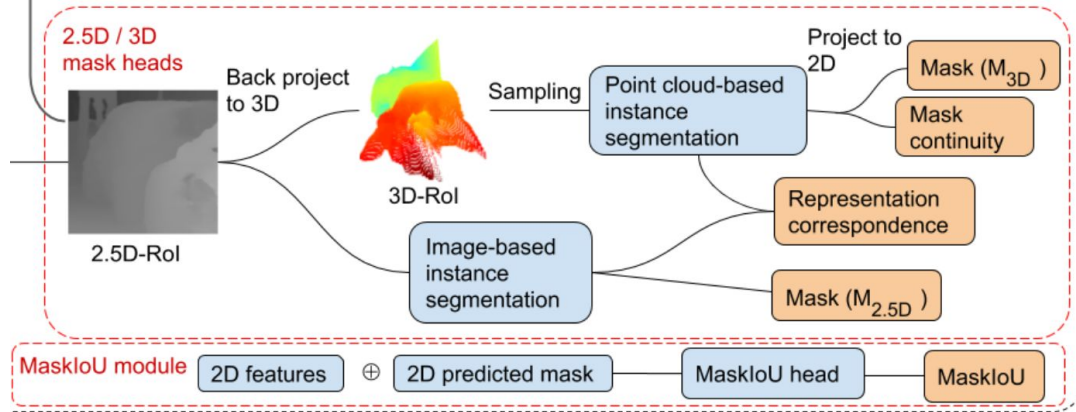 2.5D / 3D
mask heads
Back project
to 3D
2.5D-RoI
3D-RoI
Sampling
Point cloud-based
instance
segmentation
Project to
2D
Mask (M3D )
Mask
continuity
Representation
correspondence
Image-based
instance
segmentation
Mask (M2.5D )
MaskIoU module
2D features ⊕ 2D predicted mask
MaskIoU head
MaskIoU